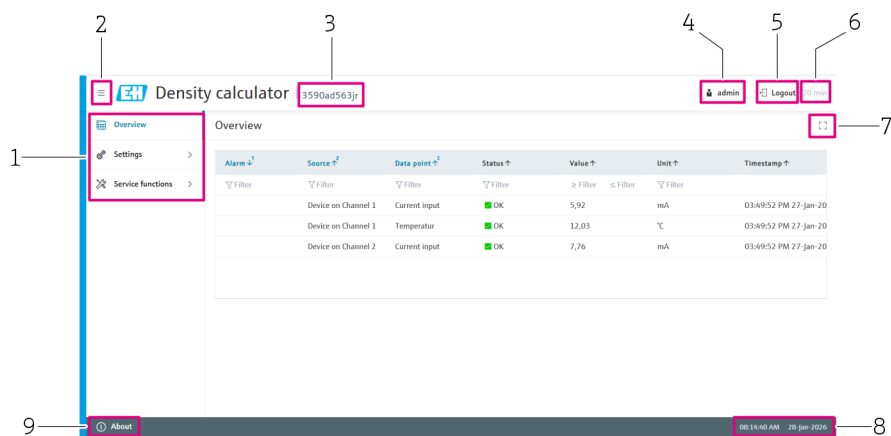 2 3 4 5 6
≡ EH Density calculator 3590ad563jr admin Logout 20 min
Overview Overview 7
1 Settings >
Alarm ↓1 Source ↑2 Data point ↑3 Status ↑ Value ↑ Unit ↑ Timestamp ↑
Service functions > Filter Filter Filter Filter ≥ Filter ≤ Filter Filter
Device on Channel 1 Current input OK 5,92 mA 03:49:52 PM 27-Jan-20
Device on Channel 1 Temperatur OK 12,03 °C 03:49:52 PM 27-Jan-20
Device on Channel 2 Current input OK 7,76 mA 03:49:52 PM 27-Jan-20
9 About 08:14:40 AM 28-Jan-2026 8